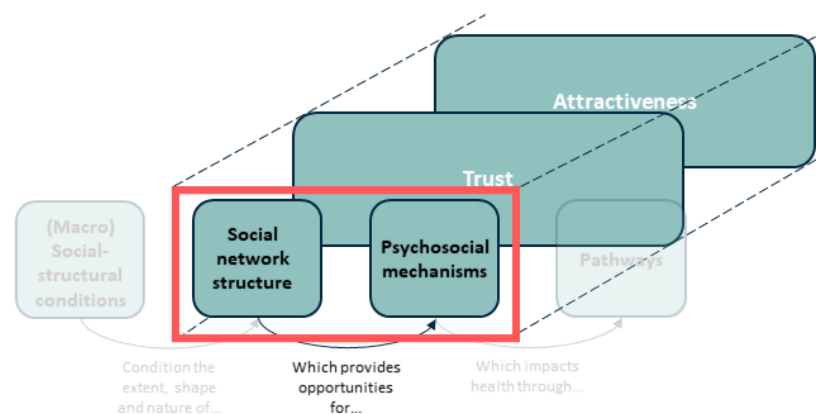 Attractiveness
Trust
(Macro)
Social-
structural
conditions
Social
network
structure
Psychosocial
mechanisms
Pathways
Condition the
extent, shape
and nature of...
Which provides
opportunities
for...
Which impacts
health through...